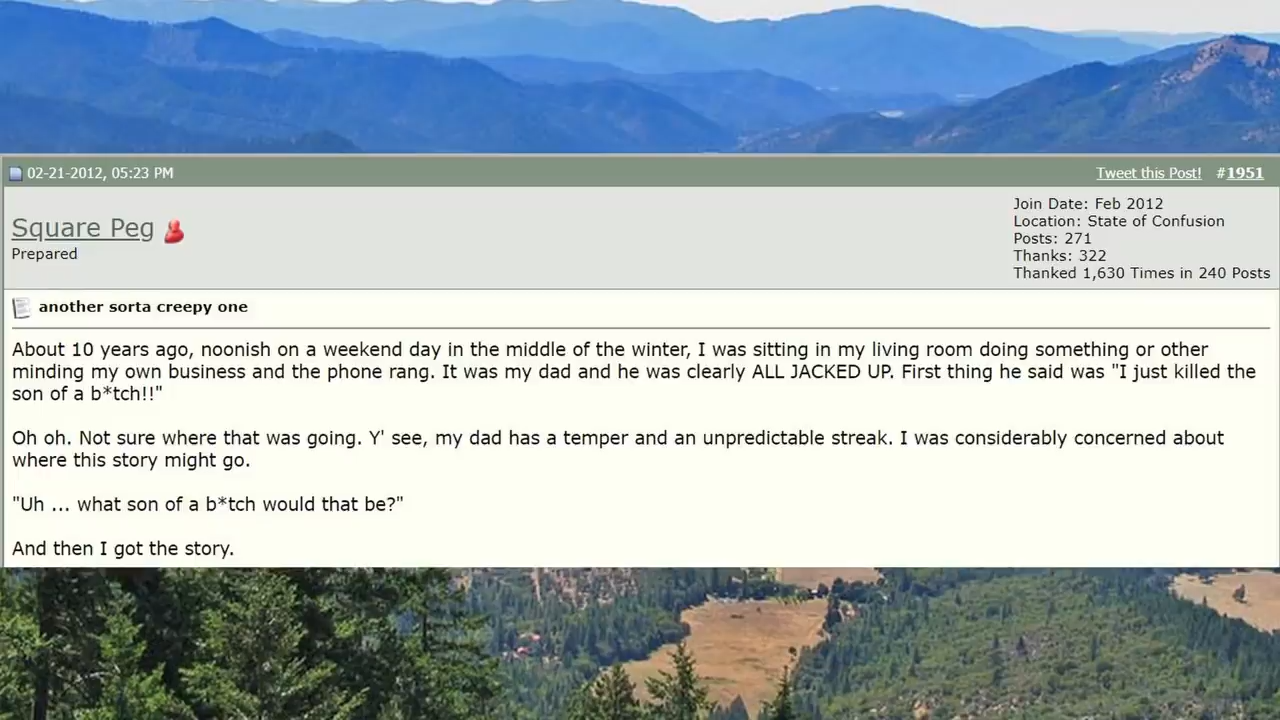 02-21-2012, 05:23 PM
Tweet this Post! #1951
Square Peg
Prepared
Join Date: Feb 2012
Location: State of Confusion
Posts: 271
Thanks: 322
Thanked 1,630 Times in 240 Posts
another sorta creepy one
About 10 years ago, noonish on a weekend day in the middle of the winter, I was sitting in my living room doing something or other
minding my own business and the phone rang. It was my dad and he was clearly ALL JACKED UP. First thing he said was "I just killed the
son of a b*tch!!"
Oh oh. Not sure where that was going. Y' see, my dad has a temper and an unpredictable streak. I was considerably concerned about
where this story might go.
"Uh ... what son of a b*tch would that be?"
And then I got the story.